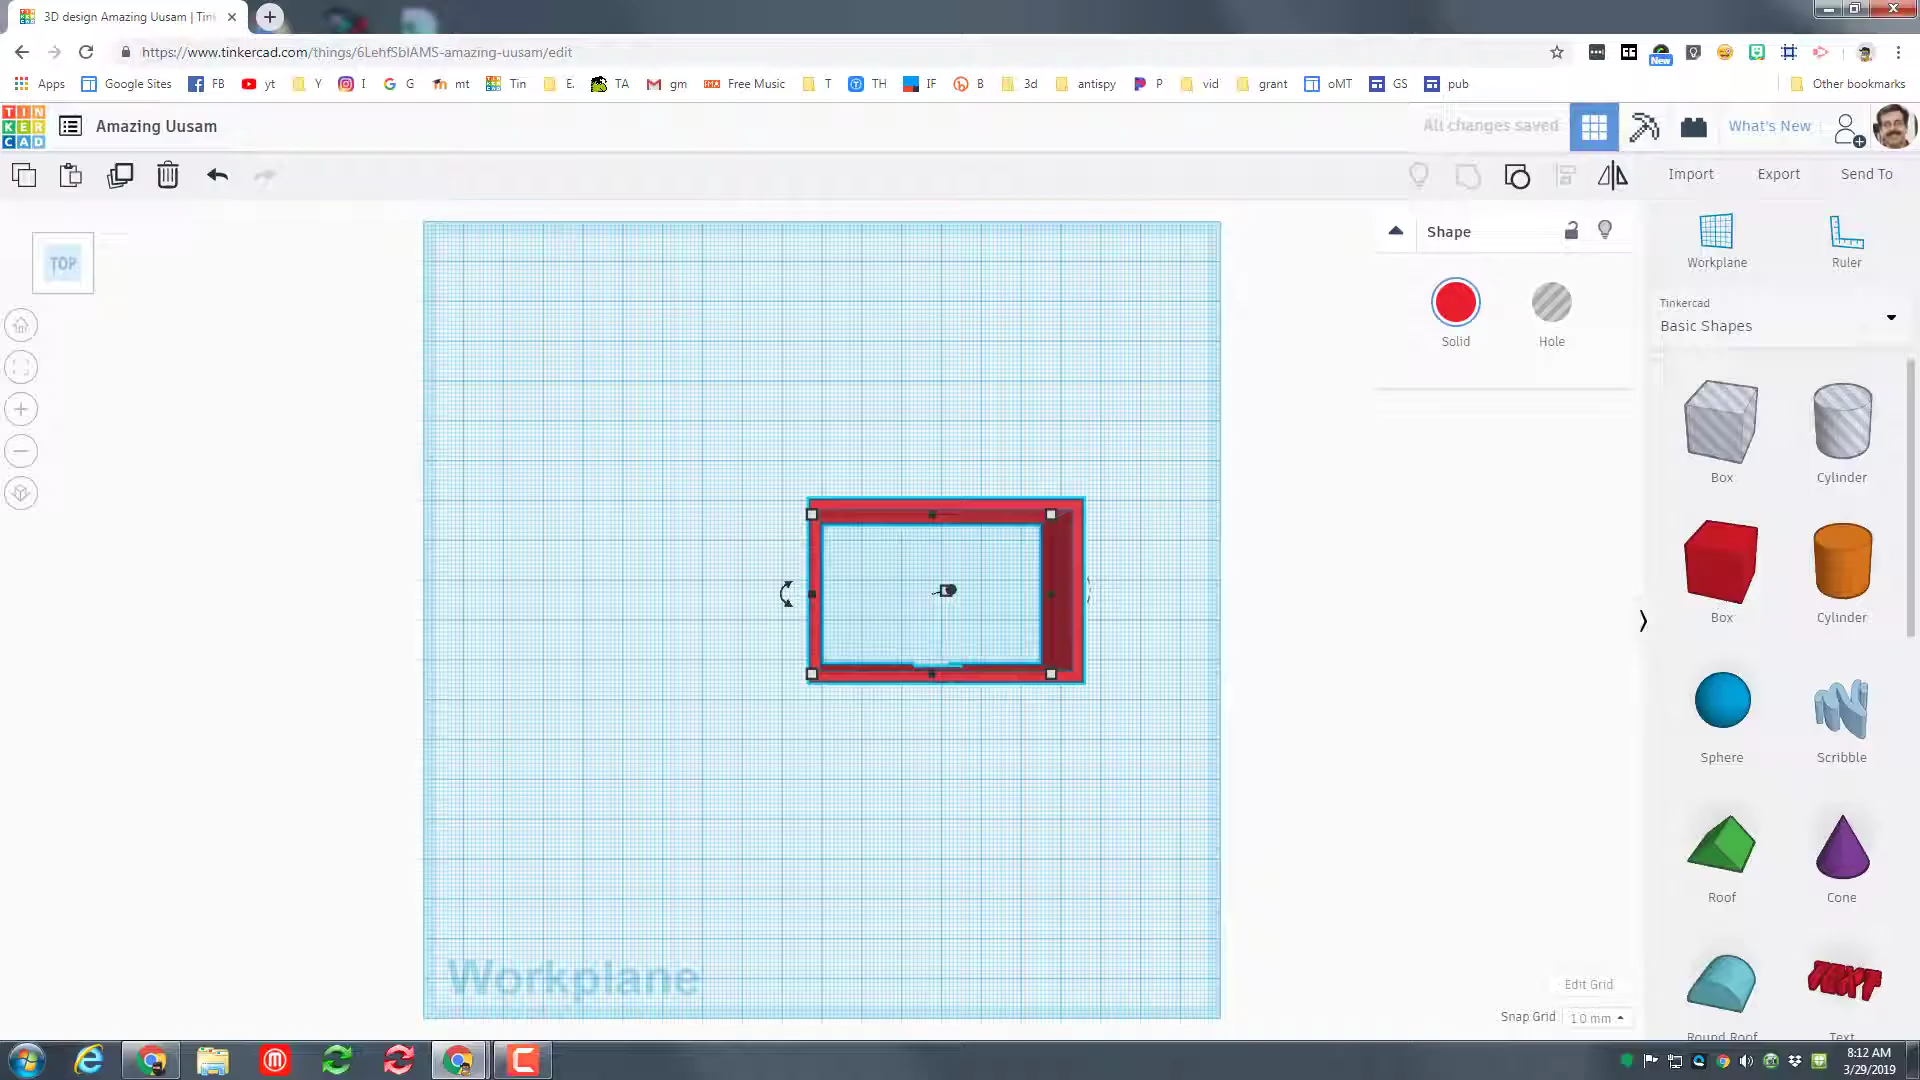 3D design Amazing Uusam | Tin
https://www.tinkercad.com/things/6LehfSblAMS-amazing-uusam/edit
New
Apps Google Sites FB yt Y I G mt Tin E. TA gm Free Music T TH IF B 3d antispy P vid grant oMT GS pub Other bookmarks
TIN
KER
CAD
Amazing Uusam
All changes saved
What's New
Import Export Send To
TOP
Shape
Solid Hole
Workplane Ruler
Tinkercad
Basic Shapes
Box Cylinder
Box Cylinder
Sphere Scribble
Roof Cone
TEXT
Round Roof Text
Workplane
Edit Grid
Snap Grid 1.0 mm
8:12 AM
3/29/2019